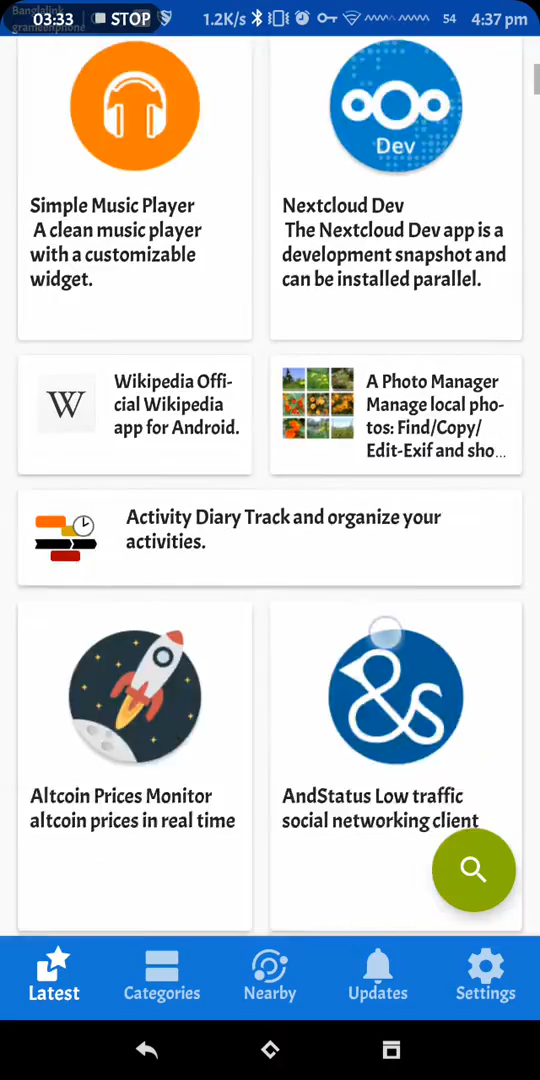 Banglalink
grameenphone
03:33 STOP 1.2K/s 54 4:37 pm
Dev
Simple Music Player
A clean music player
with a customizable
widget.
Nextcloud Dev
The Nextcloud Dev app is a
development snapshot and
can be installed parallel.
W
Wikipedia Offi-
cial Wikipedia
app for Android.
A Photo Manager
Manage local pho-
tos: Find/Copy/
Edit-Exif and sho...
Activity Diary Track and organize your
activities.
&s
Altcoin Prices Monitor
altcoin prices in real time
AndStatus Low traffic
social networking client
Latest
Categories
Nearby
Updates
Settings